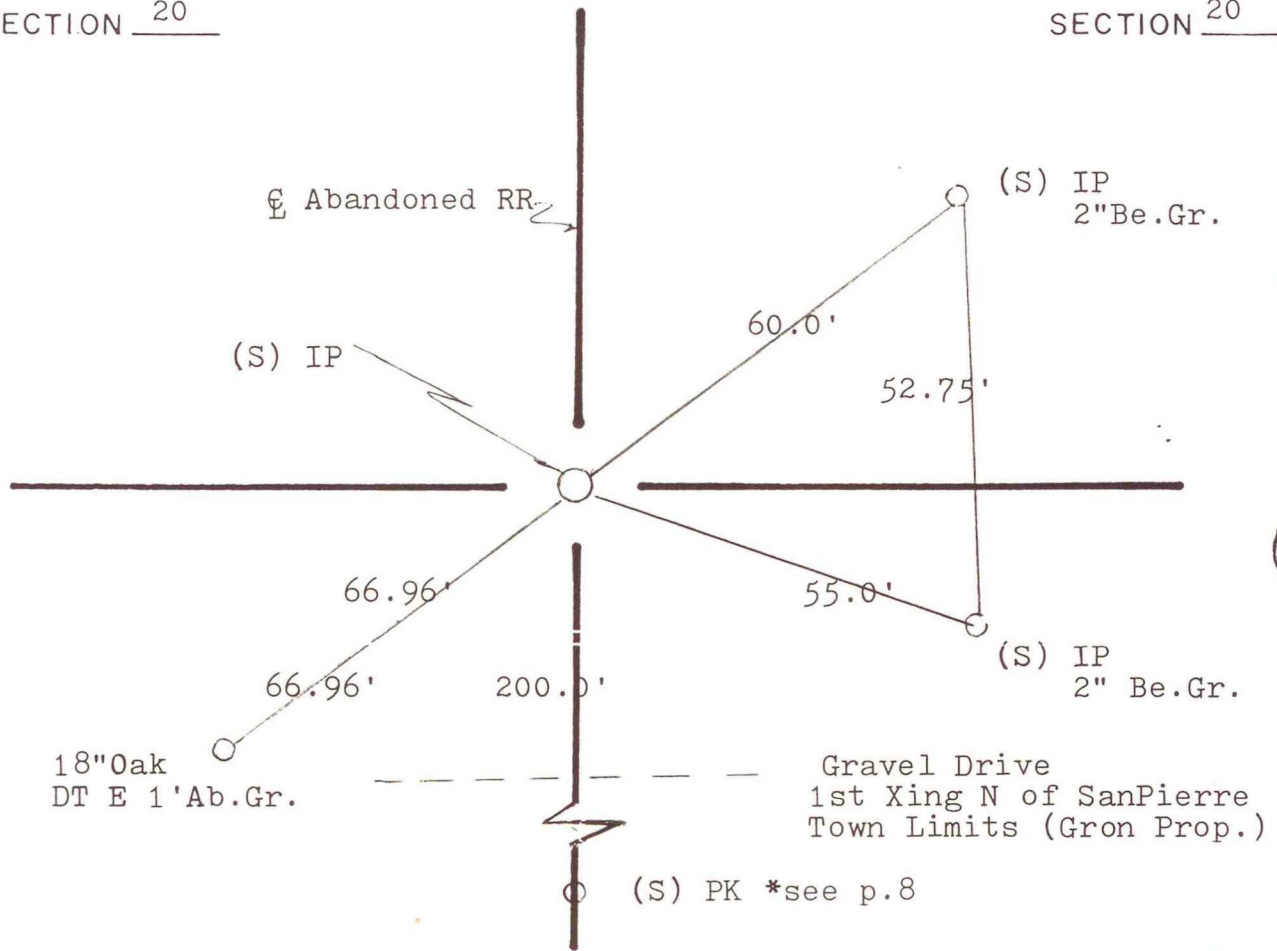 ECTION 20
SECTION 20
℄ Abandoned RR
(S) IP
2"Be.Gr.
60.0'
(S) IP
52.75'
66.96'
55.0'
(S) IP
2" Be.Gr.
66.96'
200.0'
18"Oak
DT E 1'Ab.Gr.
Gravel Drive
1st Xing N of SanPierre
Town Limits (Gron Prop.)
(S) PK *see p.8